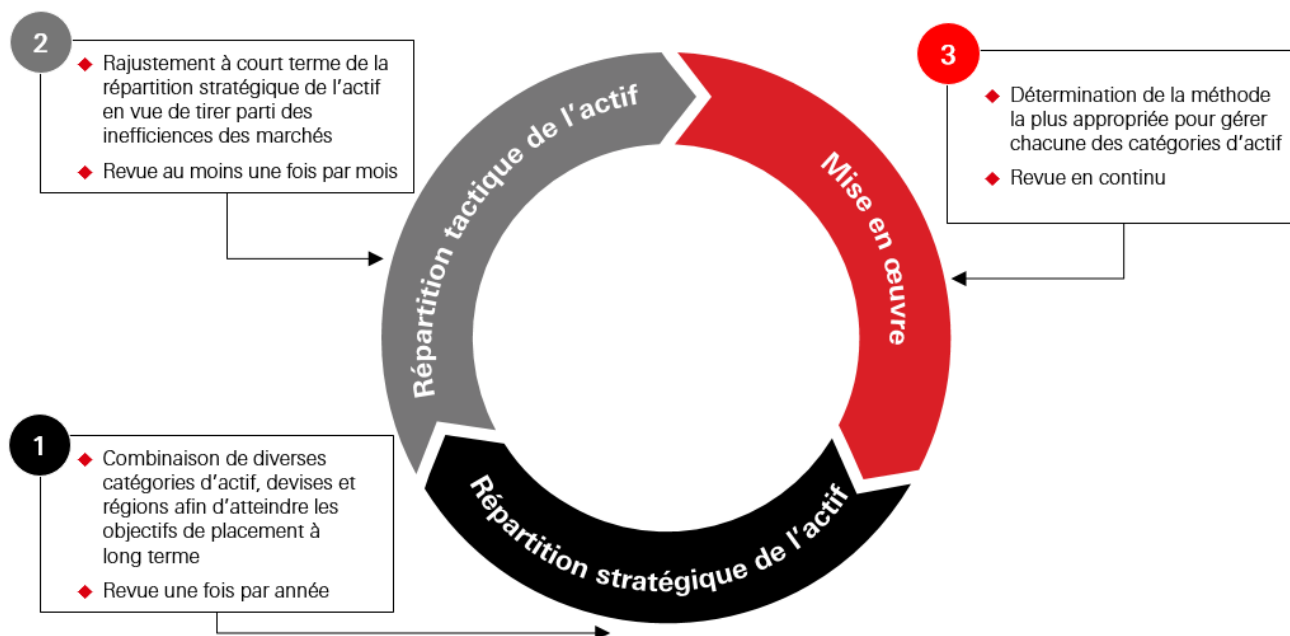 2
Rajustement à court terme de la
répartition stratégique de l'actif
en vue de tirer parti des
inefficiences des marchés
Revue au moins une fois par mois
3
Détermination de la méthode
la plus appropriée pour gérer
chacune des catégories d'actif
Revue en continu
Répartition tactique de l'actif
Mise en œuvre
1
Combinaison de diverses
catégories d'actif, devises et
régions afin d'atteindre les
objectifs de placement à
long terme
Revue une fois par année
Répartition stratégique de l'actif